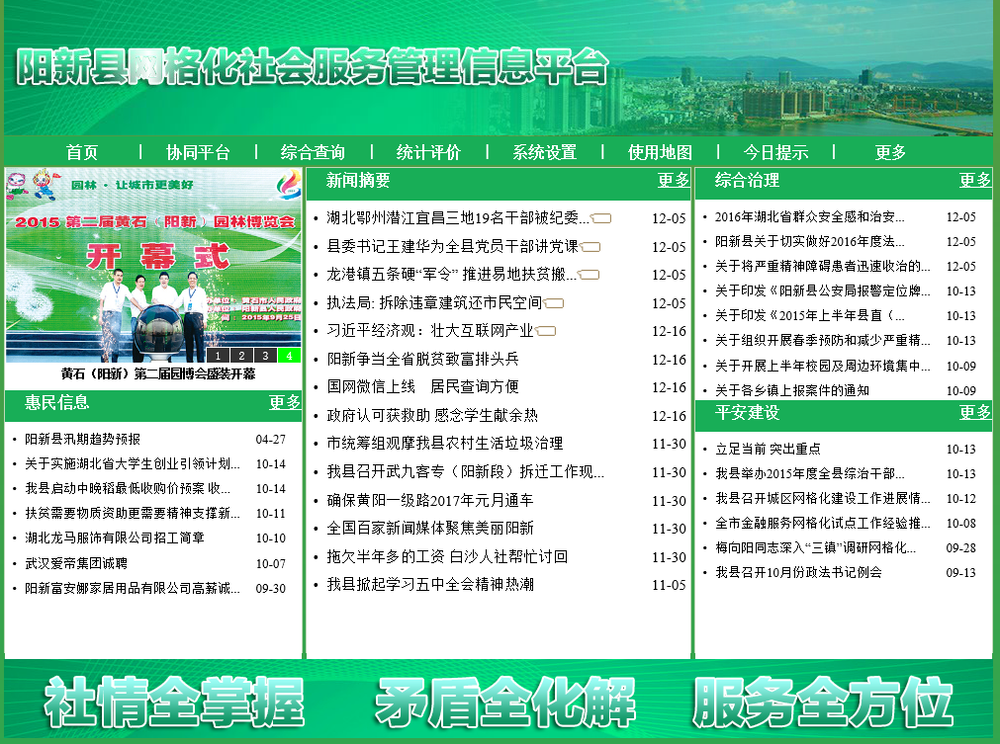 阳新县网格化社会服务管理信息平台
首页 | 协同平台 | 综合查询 | 统计评价 | 系统设置 | 使用地图 | 今日提示 | 更多
园林·让城市更美好
2015 第二届黄石（阳新）园林博览会
开幕式
黄石市人民政府
阳新县人民政府
2015年9月25日
1 2 3 4
黄石（阳新）第二届园博会盛装开幕
惠民信息 更多
• 阳新县汛期趋势预报 04-27
• 关于实施湖北省大学生创业引领计划... 10-14
• 我县启动中晚稻最低收购价预案 收... 10-14
• 扶贫需要物质资助更需要精神支撑新... 10-11
• 湖北龙马服饰有限公司招工简章 10-10
• 武汉爱帝集团诚聘 10-07
• 阳新富安娜家居用品有限公司高薪诚... 09-30
新闻摘要 更多
• 湖北鄂州潜江宜昌三地19名干部被纪委... 12-05
• 县委书记王建华为全县党员干部讲党课 12-05
• 龙港镇五条硬“军令” 推进易地扶贫搬... 12-05
• 执法局: 拆除违章建筑还市民空间 12-05
• 习近平经济观：壮大互联网产业 12-16
• 阳新争当全省脱贫致富排头兵 12-16
• 国网微信上线　居民查询方便 12-16
• 政府认可获救助 感念学生献余热 12-16
• 市统筹组观摩我县农村生活垃圾治理 11-30
• 我县召开武九客专（阳新段）拆迁工作现... 11-30
• 确保黄阳一级路2017年元月通车 11-30
• 全国百家新闻媒体聚焦美丽阳新 11-30
• 拖欠半年多的工资 白沙人社帮忙讨回 11-30
• 我县掀起学习五中全会精神热潮 11-05
综合治理 更多
• 2016年湖北省群众安全感和治安... 12-05
• 阳新县关于切实做好2016年度法... 12-05
• 关于将严重精神障碍患者迅速收治的... 12-05
• 关于印发《阳新县公安局报警定位牌... 10-13
• 关于印发《2015年上半年县直（... 10-13
• 关于组织开展春季预防和减少严重精... 10-13
• 关于开展上半年校园及周边环境集中... 10-09
• 关于各乡镇上报案件的通知 10-09
平安建设 更多
• 立足当前 突出重点 10-13
• 我县举办2015年度全县综治干部... 10-13
• 我县召开城区网格化建设工作进展情... 10-12
• 全市金融服务网格化试点工作经验推... 10-08
• 梅向阳同志深入“三镇”调研网格化... 09-28
• 我县召开10月份政法书记例会 09-13
社情全掌握 矛盾全化解 服务全方位